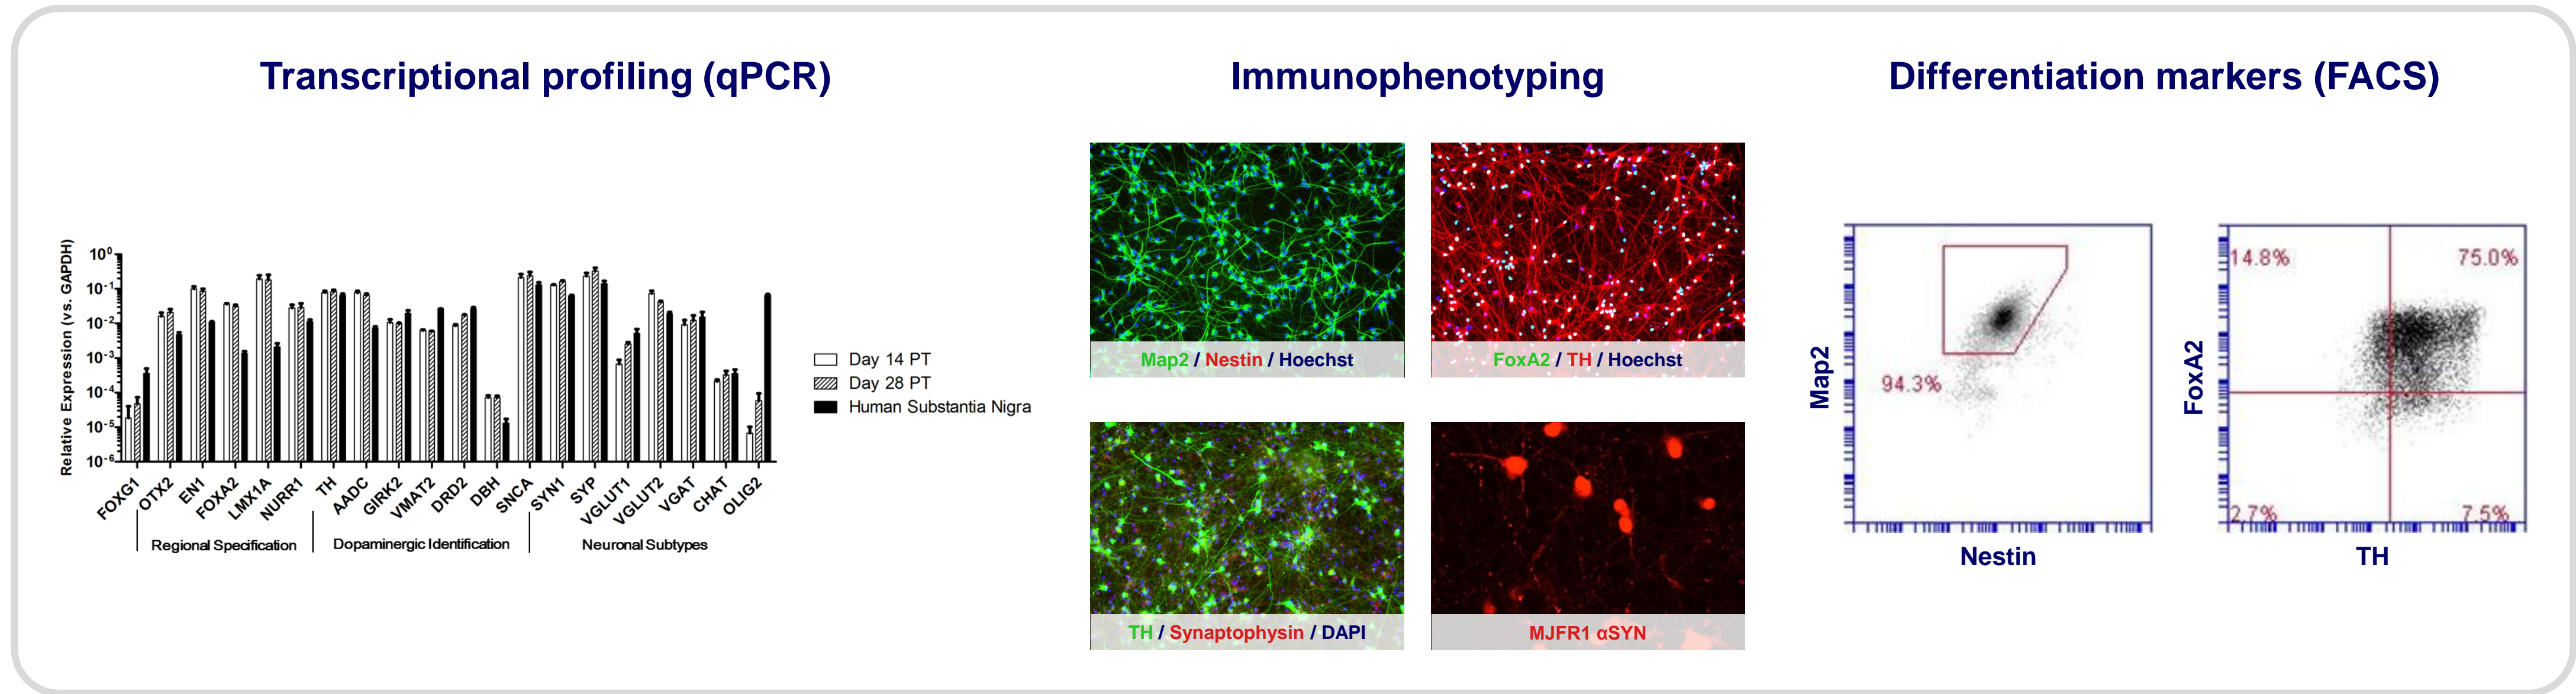 Transcriptional profiling (qPCR)
Immunophenotyping
Differentiation markers (FACS)
Relative Expression (vs. GAPDH)
10⁰
10⁻¹
10⁻²
10⁻³
10⁻⁴
10⁻⁵
10⁻⁶
FOXG1
OTX2
EN1
FOXA2
LMX1A
NURR1
TH
AADC
GIRK2
VMAT2
DRD2
DBH
SNCA
SYN1
SYP
VGLUT1
VGLUT2
VGAT
CHAT
OLIG2
Regional Specification
Dopaminergic Identification
Neuronal Subtypes
Day 14 PT
Day 28 PT
Human Substantia Nigra
Map2 / Nestin / Hoechst
FoxA2 / TH / Hoechst
TH / Synaptophysin / DAPI
MJFR1 αSYN
Map2
94.3%
Nestin
FoxA2
14.8%
75.0%
2.7%
7.5%
TH